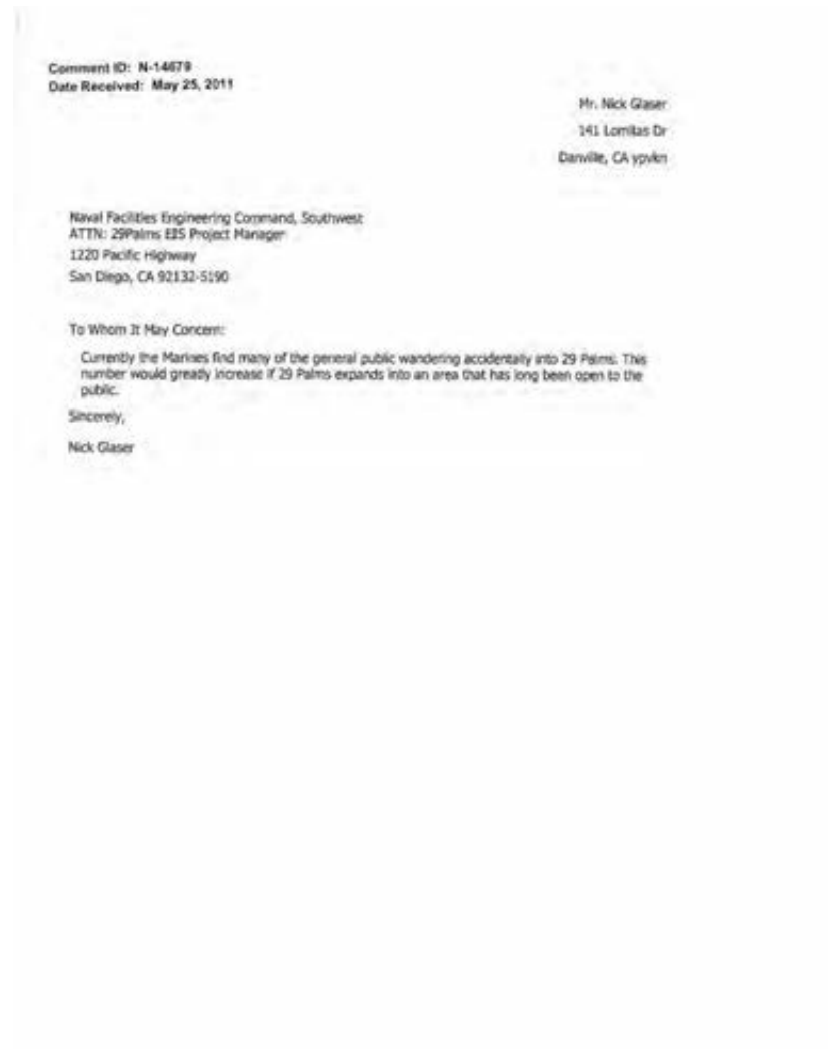 Comment ID: N-14679
Date Received: May 25, 2011
Mr. Nick Glaser
141 Lomitas Dr
Danville, CA ypvkn
Naval Facilities Engineering Command, Southwest
ATTN: 29Palms EIS Project Manager
1220 Pacific Highway
San Diego, CA 92132-5190
To Whom It May Concern:
Currently the Marines find many of the general public wandering accidentally into 29 Palms. This
number would greatly increase if 29 Palms expands into an area that has long been open to the
public.
Sincerely,
Nick Glaser